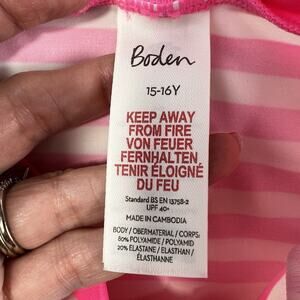 Boden
15-16Y
KEEP AWAY
FROM FIRE
VON FEUER
FERNHALTEN
TENIR ÉLOIGNÉ
DU FEU
Standard BS EN 13758-2
UPF 40+
MADE IN CAMBODIA
BODY / OBERMATERIAL / CORPS:
80% POLYAMIDE / POLYAMID
20% ELASTANE / ELASTHAN /
ÉLASTHANNE